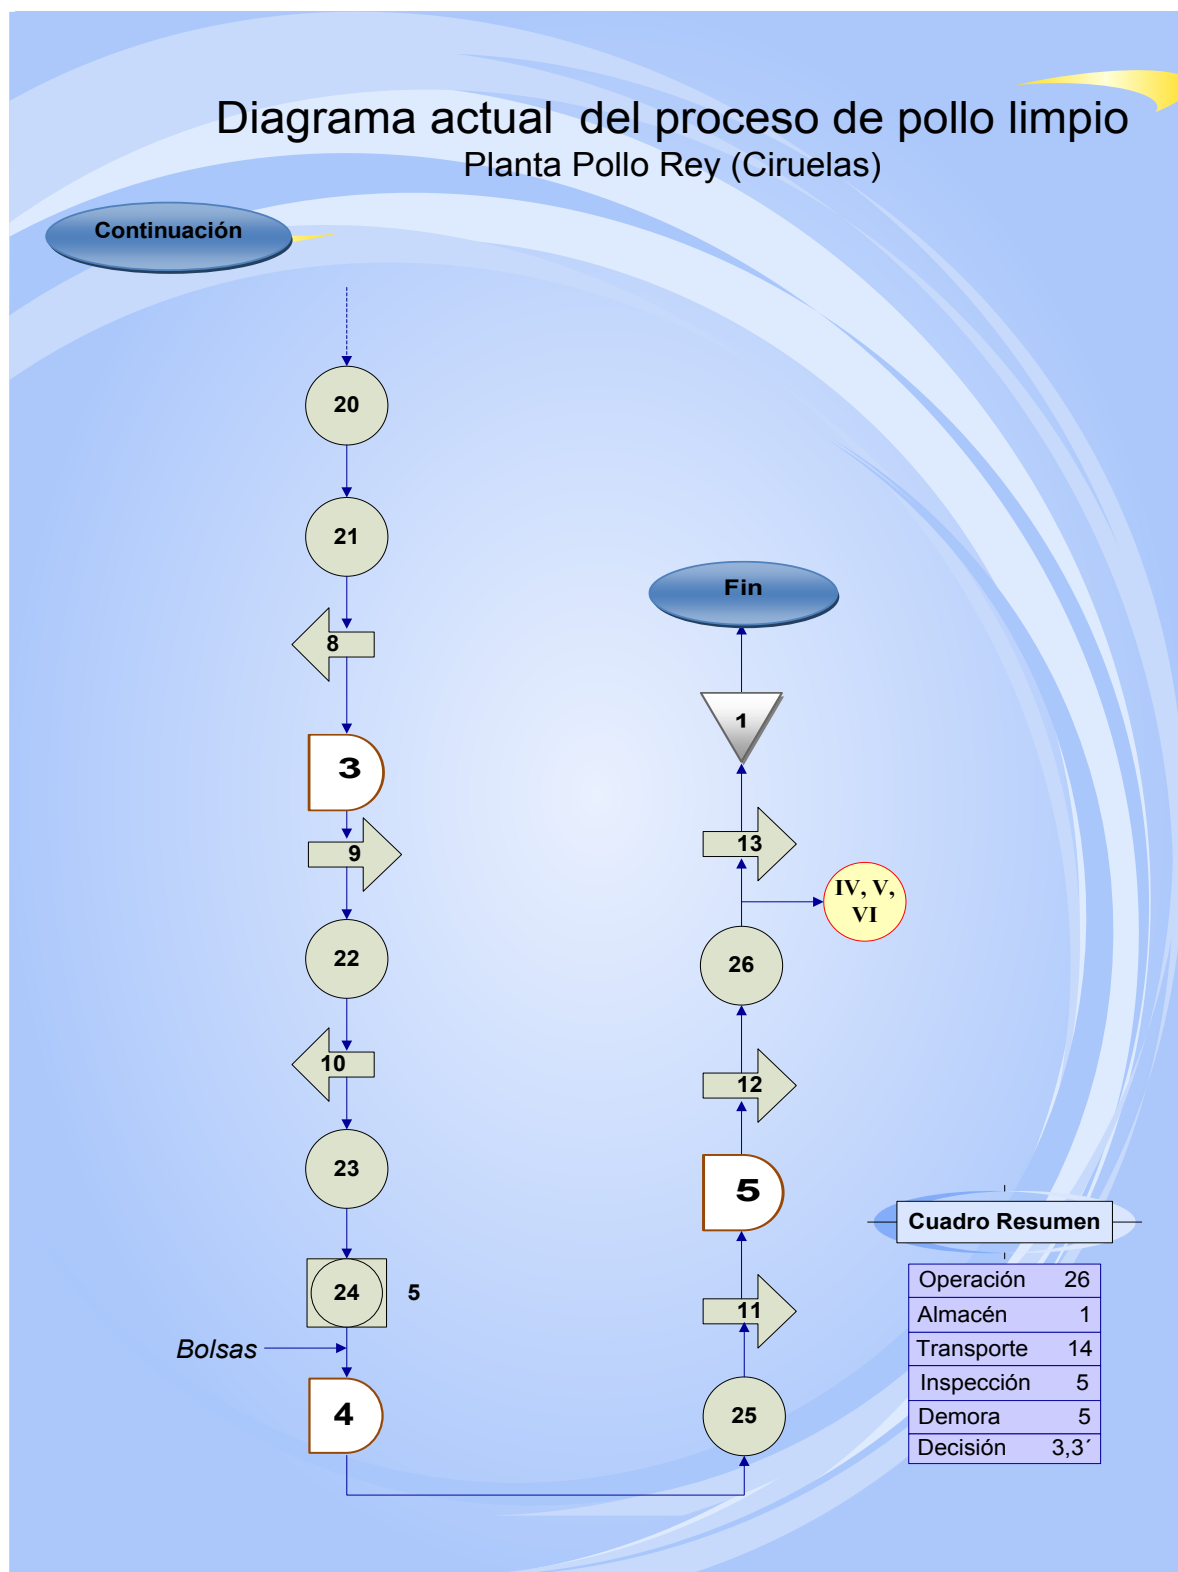 Diagrama actual  del proceso de pollo limpio
Planta Pollo Rey (Ciruelas)
Continuación
20
21
8
3
9
22
10
23
24 5
Bolsas
4
Fin
1
13
IV, V,
VI
26
12
5
11
25
Cuadro Resumen
Operación 26
Almacén 1
Transporte 14
Inspección 5
Demora 5
Decisión 3,3´